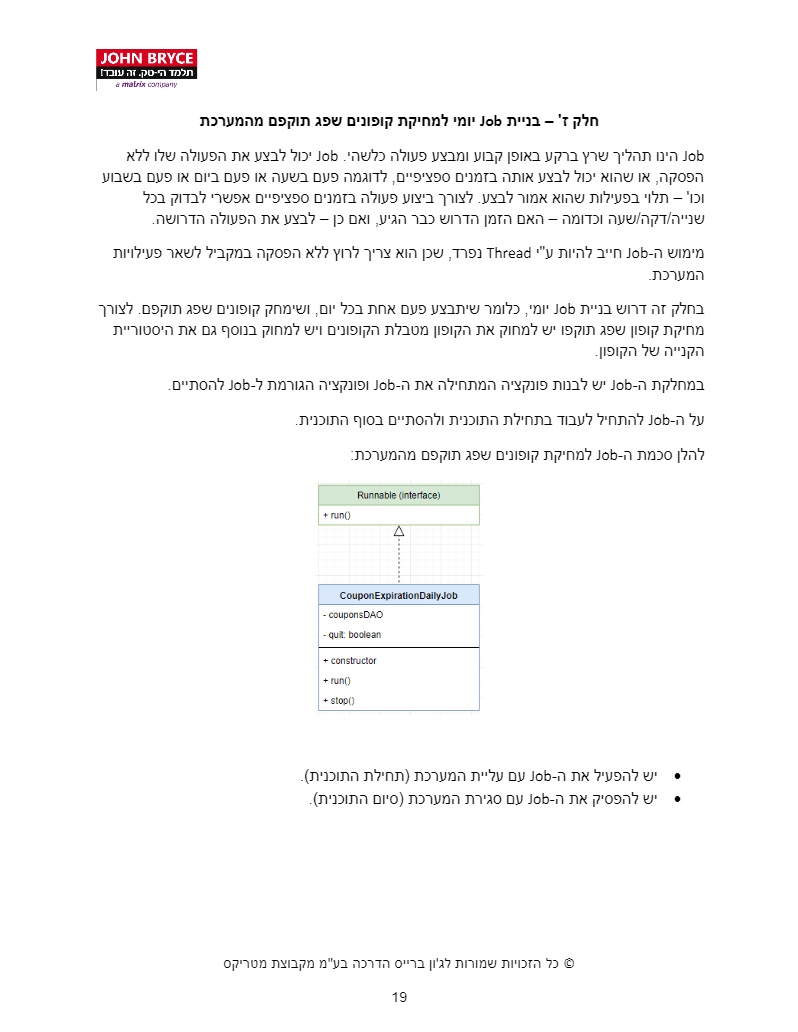 JOHN BRYCE
תלמד היי-טק. זה עובד!
a matrix company
חלק ז' – בניית Job יומי למחיקת קופונים שפג תוקפם מהמערכת
Job הינו תהליך שרץ ברקע באופן קבוע ומבצע פעולה כלשהי. Job יכול לבצע את הפעולה שלו ללא
הפסקה, או שהוא יכול לבצע אותה בזמנים ספציפיים, לדוגמה פעם בשעה או פעם ביום או פעם בשבוע
וכו' – תלוי בפעילות שהוא אמור לבצע. לצורך ביצוע פעולה בזמנים ספציפיים אפשרי לבדוק בכל
שנייה/דקה/שעה וכדומה – האם הזמן הדרוש כבר הגיע, ואם כן – לבצע את הפעולה הדרושה.
מימוש ה-Job חייב להיות ע"י Thread נפרד, שכן הוא צריך לרוץ ללא הפסקה במקביל לשאר פעילויות
המערכת.
בחלק זה דרוש בניית Job יומי, כלומר שיתבצע פעם אחת בכל יום, ושימחק קופונים שפג תוקפם. לצורך
מחיקת קופון שפג תוקפו יש למחוק את הקופון מטבלת הקופונים ויש למחוק בנוסף גם את היסטוריית
הקנייה של הקופון.
במחלקת ה-Job יש לבנות פונקציה המתחילה את ה-Job ופונקציה הגורמת ל-Job להסתיים.
על ה-Job להתחיל לעבוד בתחילת התוכנית ולהסתיים בסוף התוכנית.
להלן סכמת ה-Job למחיקת קופונים שפג תוקפם מהמערכת:
Runnable (interface)
+ run()
CouponExpirationDailyJob
- couponsDAO
- quit: boolean
+ constructor
+ run()
+ stop()
• יש להפעיל את ה-Job עם עליית המערכת (תחילת התוכנית).
• יש להפסיק את ה-Job עם סגירת המערכת (סיום התוכנית).
© כל הזכויות שמורות לג'ון ברייס הדרכה בע"מ מקבוצת מטריקס
19